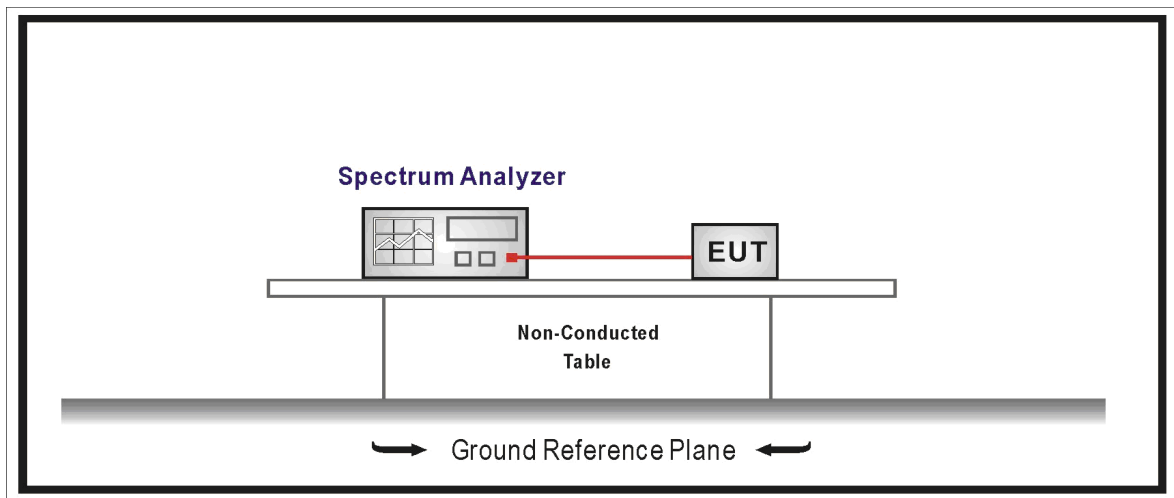 Spectrum Analyzer
EUT
Non-Conducted
Table
Ground Reference Plane